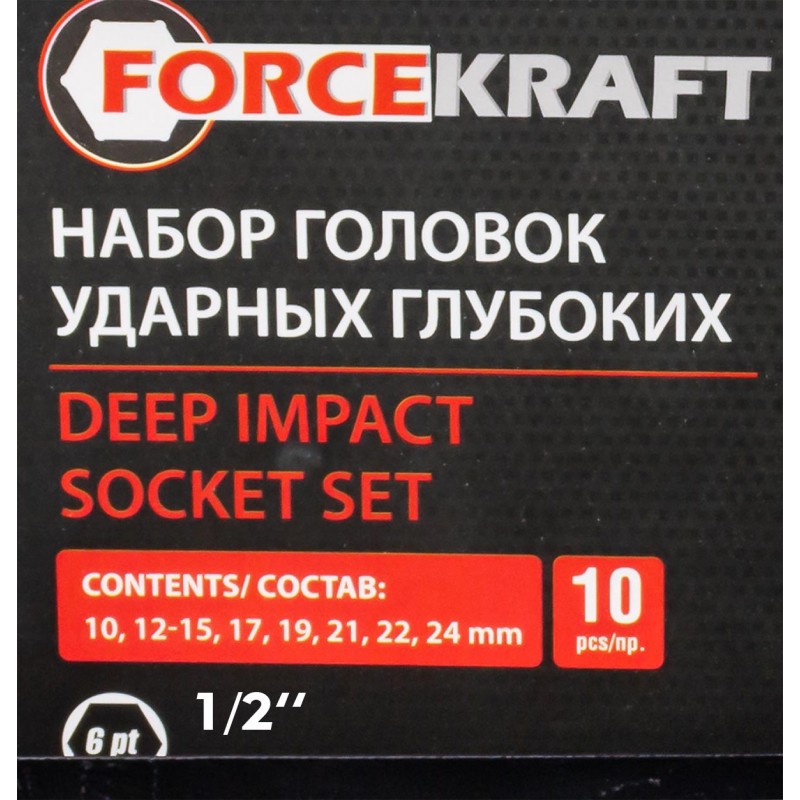 FORCEKRAFT
НАБОР ГОЛОВОК
УДАРНЫХ ГЛУБОКИХ
DEEP IMPACT
SOCKET SET
CONTENTS/ СОСТАВ:
10, 12-15, 17, 19, 21, 22, 24 mm
10
pcs/пр.
1/2‘‘
6 pt